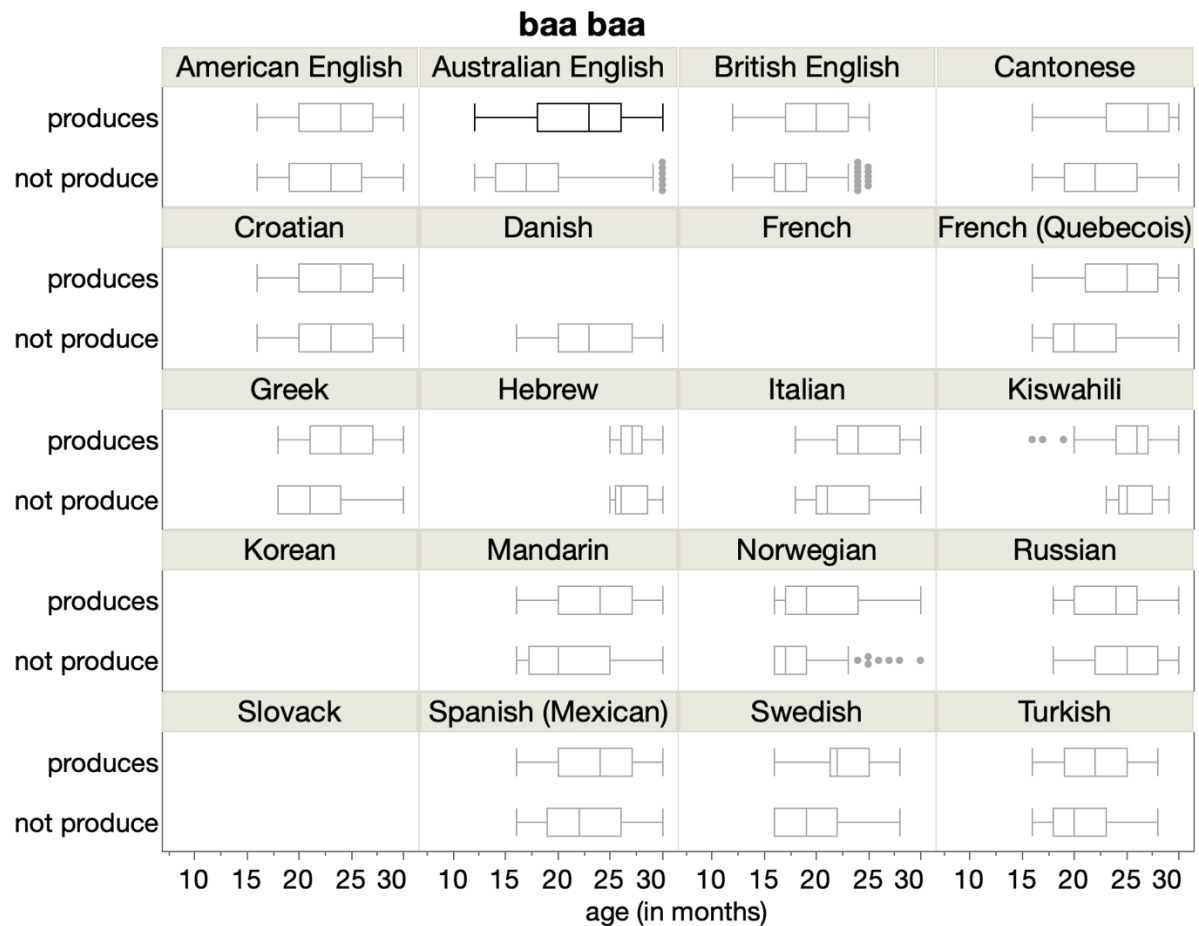 baa baa
American English Australian English British English Cantonese
produces
not produce
Croatian Danish French French (Quebecois)
produces
not produce
Greek Hebrew Italian Kiswahili
produces
not produce
Korean Mandarin Norwegian Russian
produces
not produce
Slovack Spanish (Mexican) Swedish Turkish
produces
not produce
10 15 20 25 30 10 15 20 25 30 10 15 20 25 30 10 15 20 25 30
age (in months)